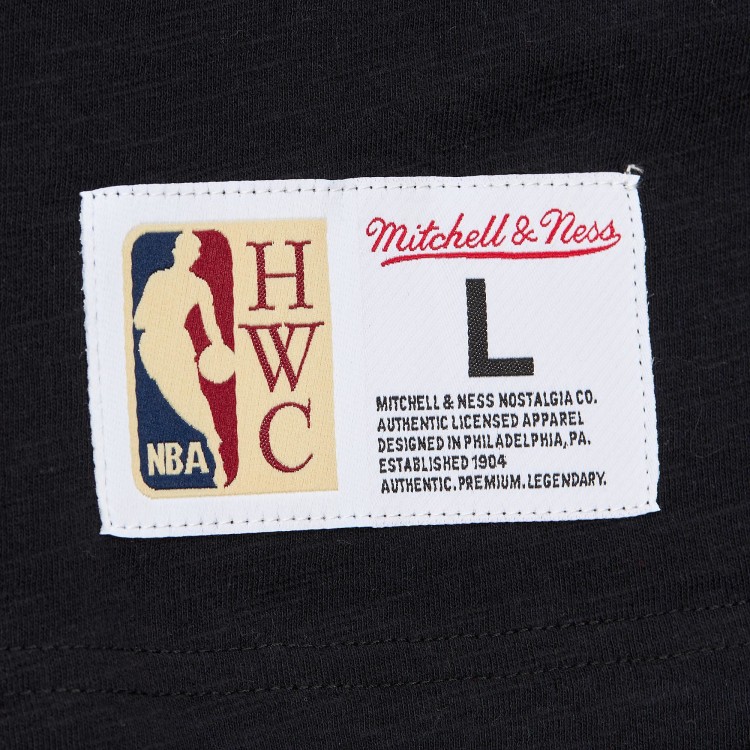 NBA
H
W
C
Mitchell & Ness
L
MITCHELL & NESS NOSTALGIA CO.
AUTHENTIC LICENSED APPAREL
DESIGNED IN PHILADELPHIA, PA.
ESTABLISHED 1904
AUTHENTIC. PREMIUM. LEGENDARY.